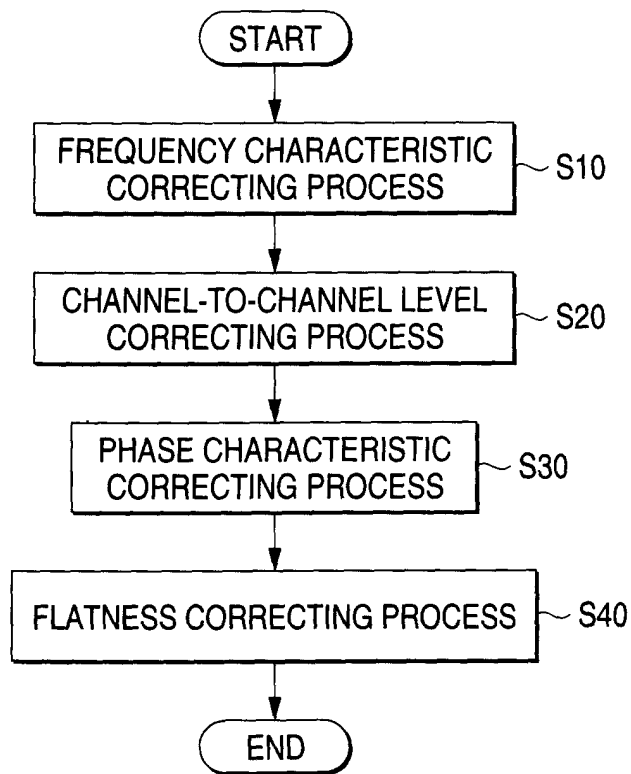 START
FREQUENCY CHARACTERISTIC
CORRECTING PROCESS
S10
CHANNEL-TO-CHANNEL LEVEL
CORRECTING PROCESS
S20
PHASE CHARACTERISTIC
CORRECTING PROCESS
S30
FLATNESS CORRECTING PROCESS
S40
END